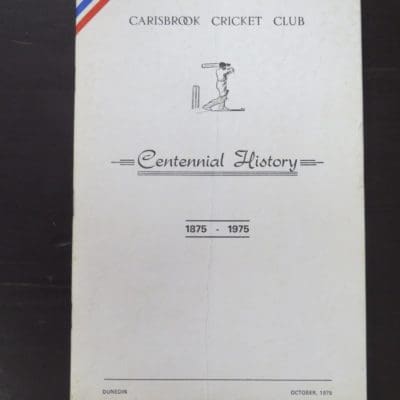 CARISBROOK CRICKET CLUB
Centennial History
1875 - 1975
DUNEDIN OCTOBER, 1975